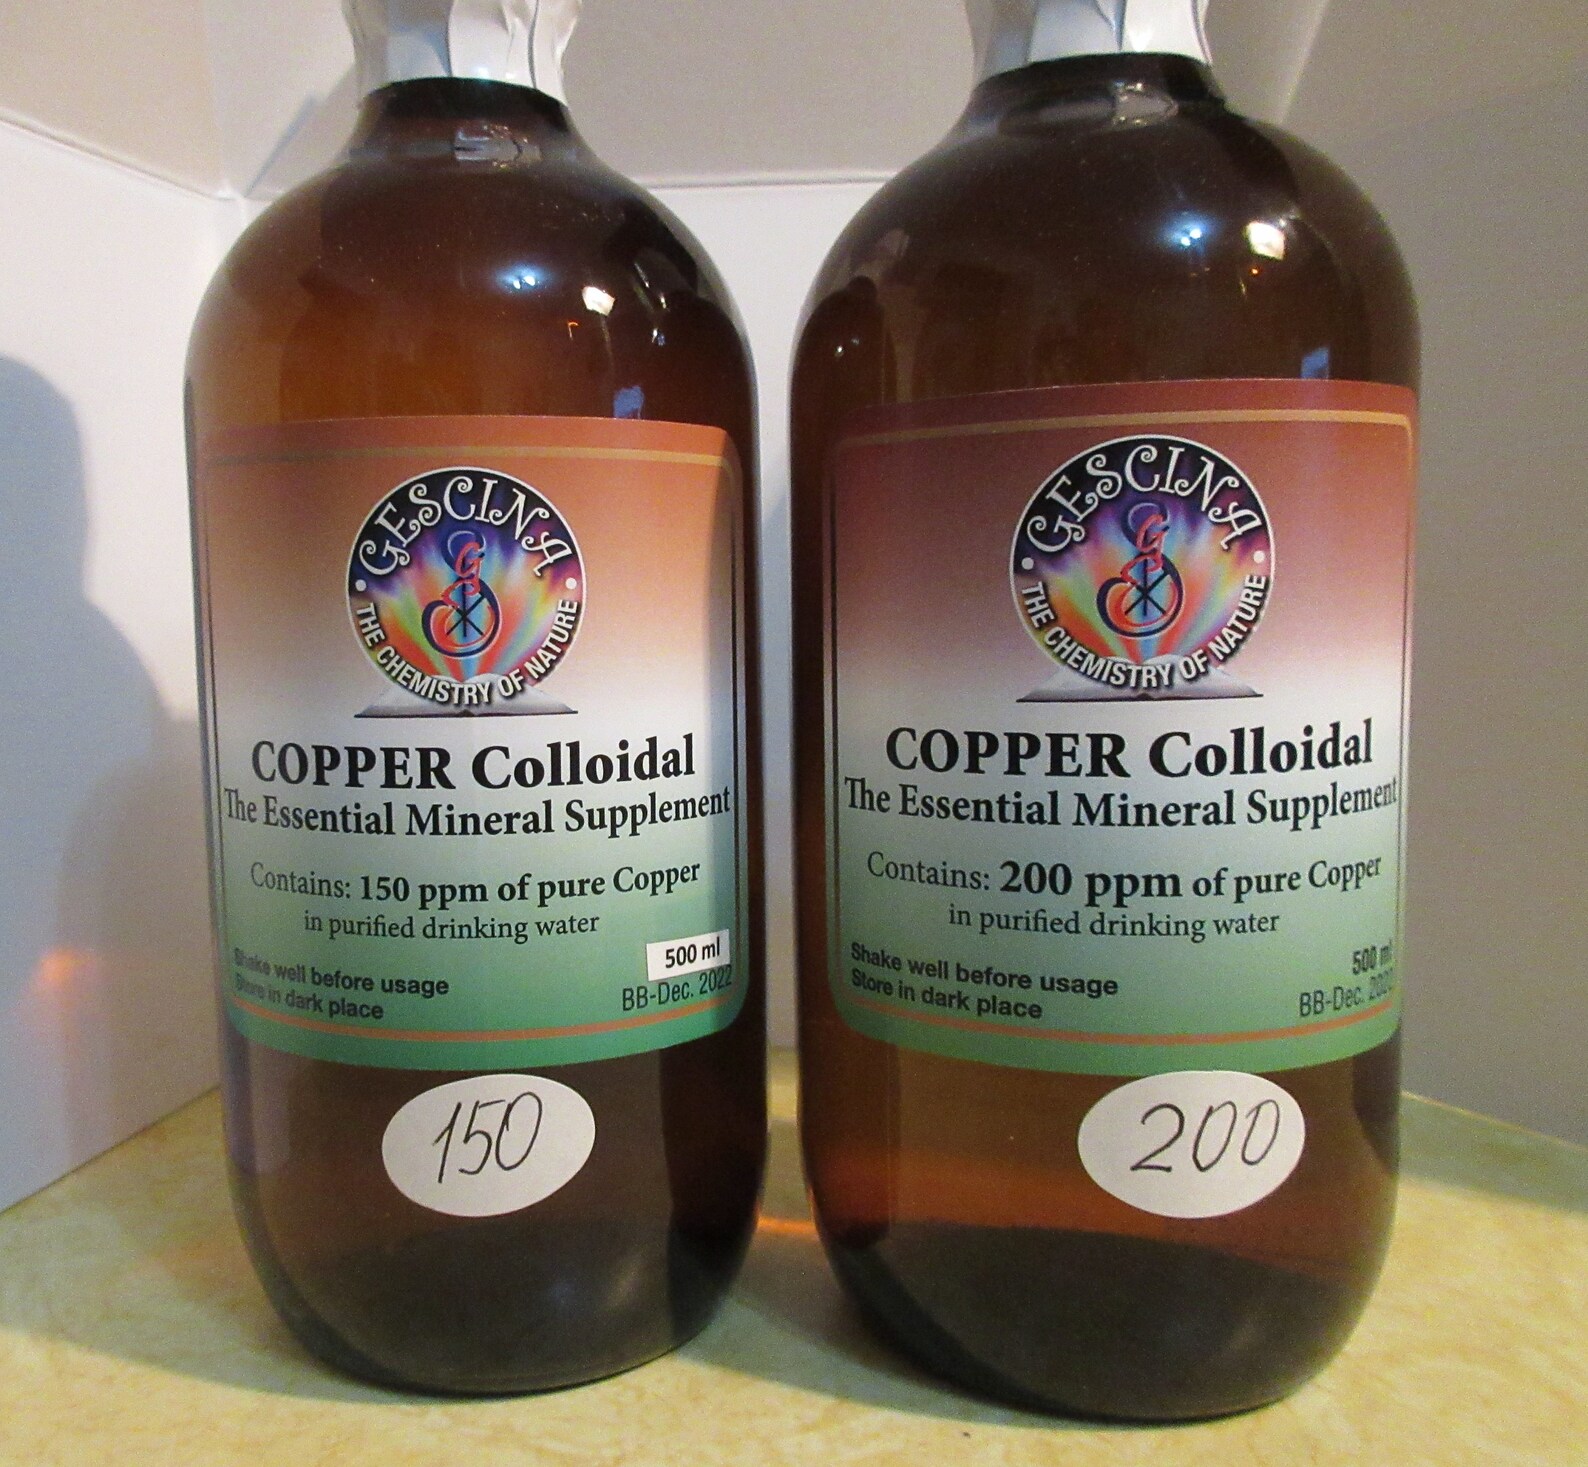 GESCINA
THE CHEMISTRY OF NATURE
COPPER Colloidal
The Essential Mineral Supplement
Contains: 150 ppm of pure Copper
in purified drinking water
Shake well before usage
Store in dark place
500 ml
BB-Dec. 2022
150
GESCINA
THE CHEMISTRY OF NATURE
COPPER Colloidal
The Essential Mineral Supplement
Contains: 200 ppm of pure Copper
in purified drinking water
Shake well before usage
Store in dark place
500 ml
BB-Dec.
200